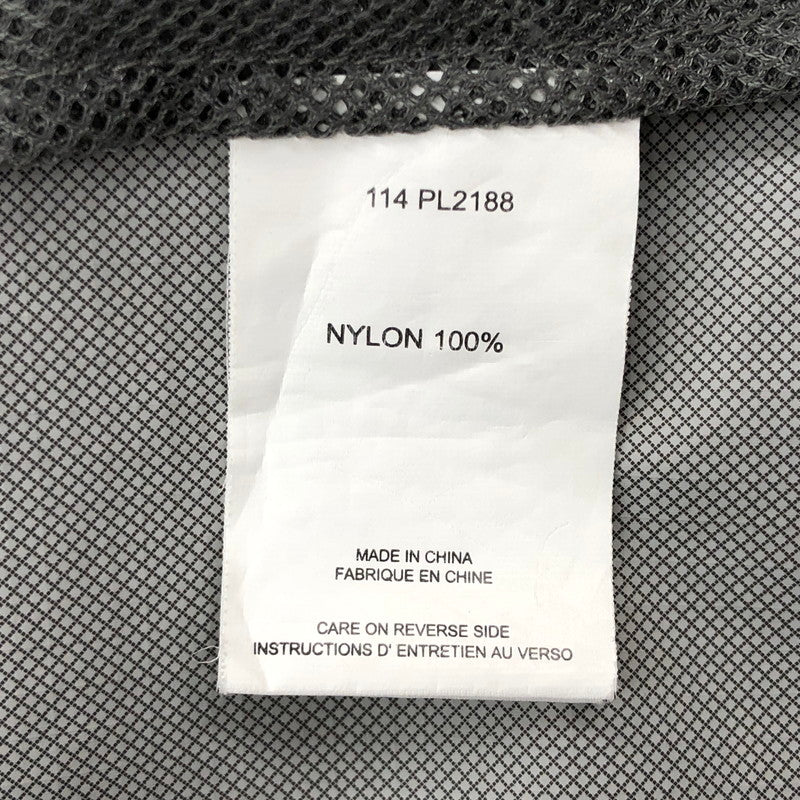 114 PL2188
NYLON 100%
MADE IN CHINA
FABRIQUE EN CHINE
CARE ON REVERSE SIDE
INSTRUCTIONS D' ENTRETIEN AU VERSO